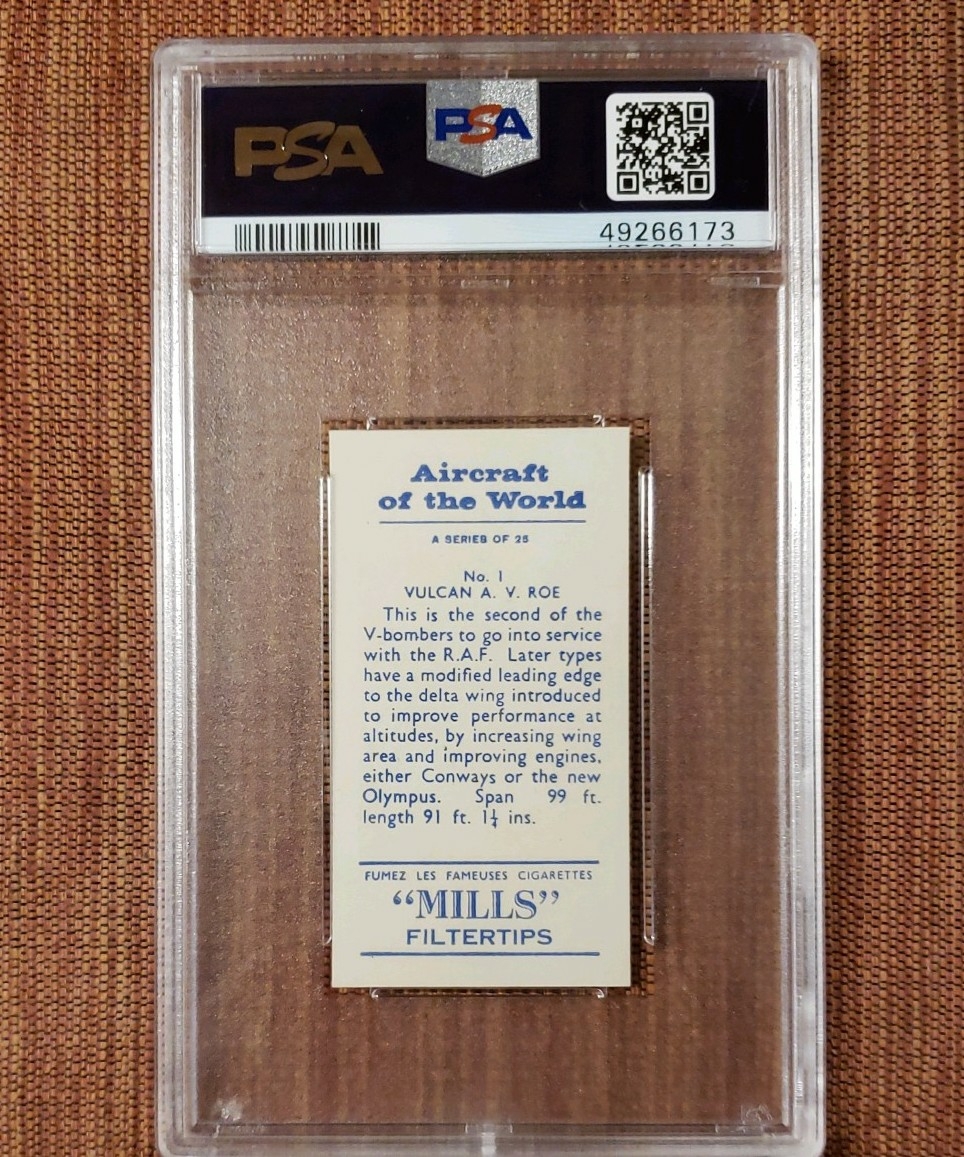 PSA
PSA
49266173
Aircraft
of the World
A SERIES OF 25
No. 1
VULCAN A. V. ROE
This is the second of the
V-bombers to go into service
with the R.A.F. Later types
have a modified leading edge
to the delta wing introduced
to improve performance at
altitudes, by increasing wing
area and improving engines,
either Conways or the new
Olympus. Span 99 ft.
length 91 ft. 1¼ ins.
FUMEZ LES FAMEUSES CIGARETTES
“MILLS”
FILTERTIPS